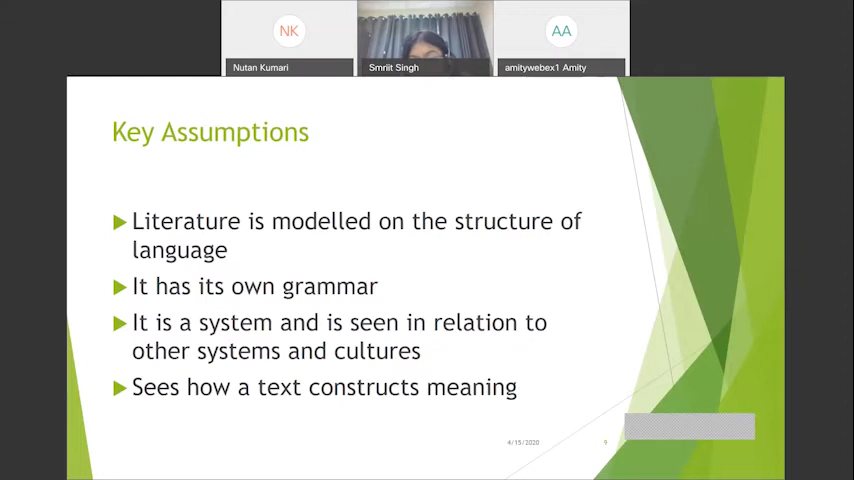 NK
AA
Nutan Kumari
Smriit Singh
amitywebex1 Amity
Key Assumptions
Literature is modelled on the structure of
language
It has its own grammar
It is a system and is seen in relation to
other systems and cultures
Sees how a text constructs meaning
4/15/2020
9